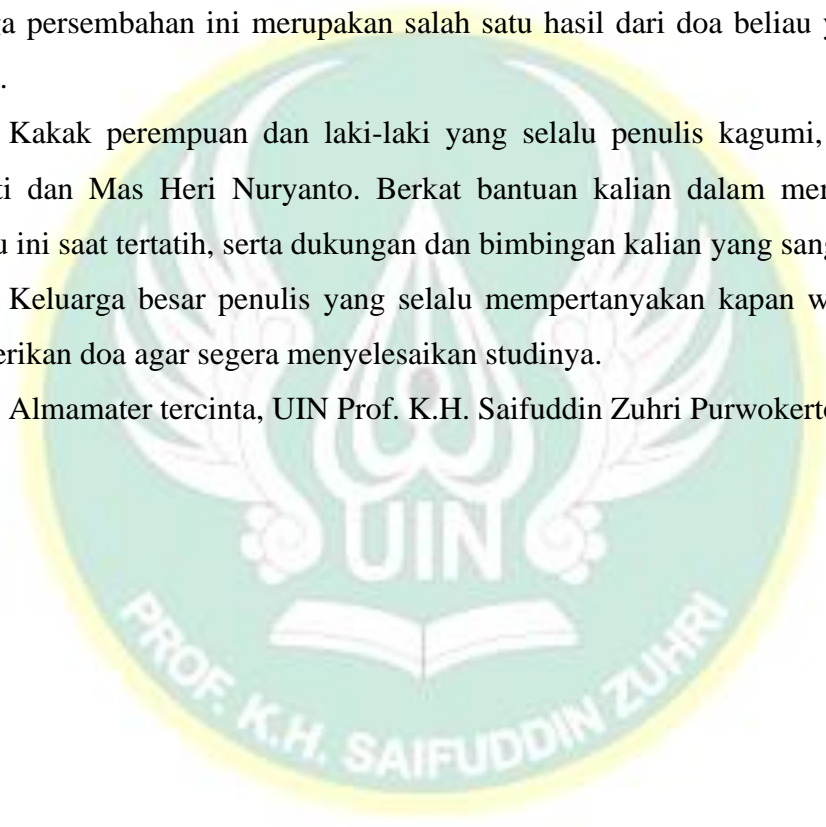 ga persembahan ini merupakan salah satu hasil dari doa beliau y
.
Kakak perempuan dan laki-laki yang selalu penulis kagumi,
ti dan Mas Heri Nuryanto. Berkat bantuan kalian dalam mer
u ini saat tertatih, serta dukungan dan bimbingan kalian yang sang
Keluarga besar penulis yang selalu mempertanyakan kapan w
erikan doa agar segera menyelesaikan studinya.
Almamater tercinta, UIN Prof. K.H. Saifuddin Zuhri Purwokerto
UIN
PROF. K.H. SAIFUDDIN ZUHRI